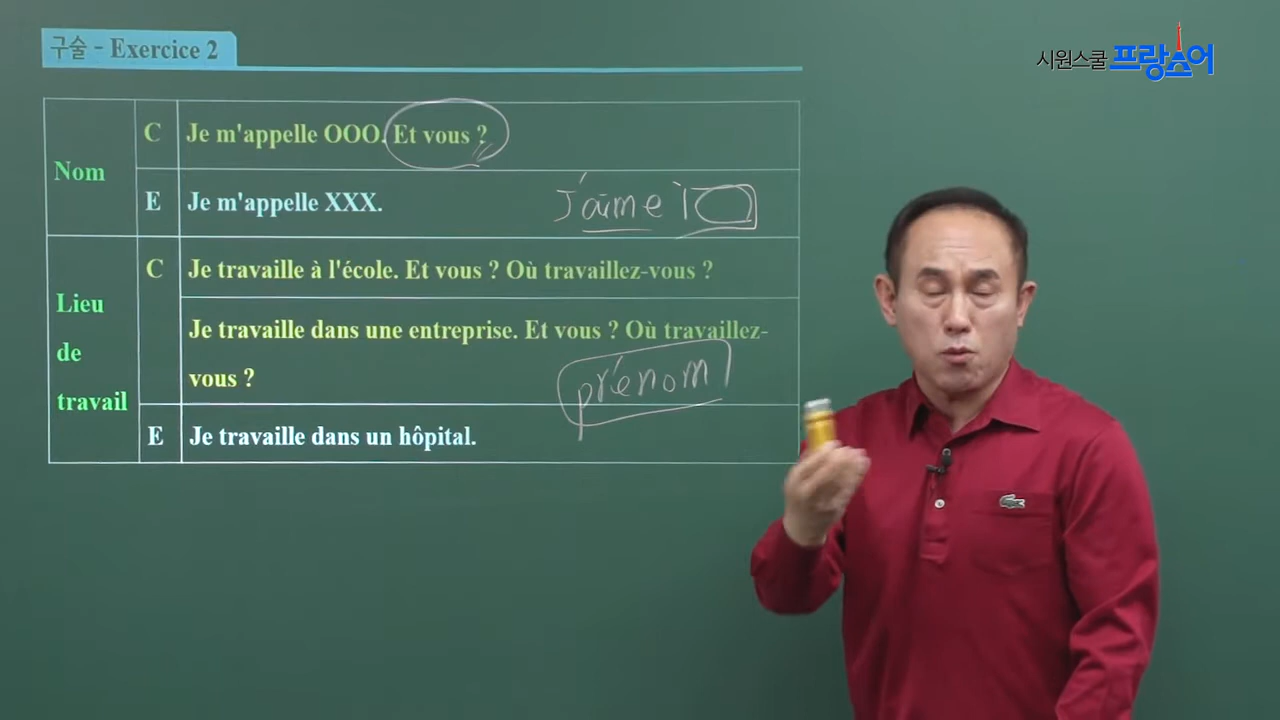 구술 - Exercice 2
시원스쿨 프랑스어
Nom
C
Je m'appelle OOO. Et vous ?
E
Je m'appelle XXX.
J'aime
Lieu
de
travail
C
Je travaille à l'école. Et vous ? Où travaillez-vous ?
Je travaille dans une entreprise. Et vous ? Où travaillez-
vous ?
prénom
E
Je travaille dans un hôpital.